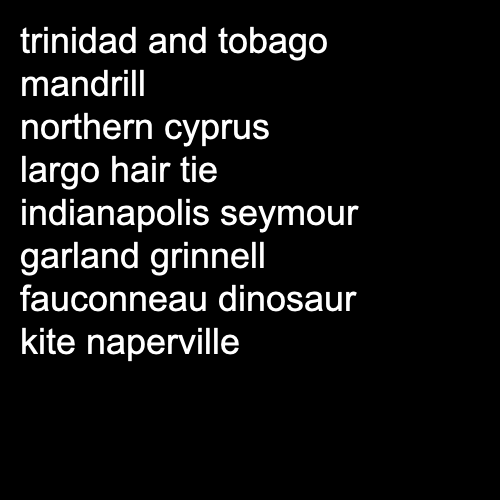 trinidad and tobago
mandrill
northern cyprus
largo hair tie
indianapolis seymour
garland grinnell
fauconneau dinosaur
kite naperville